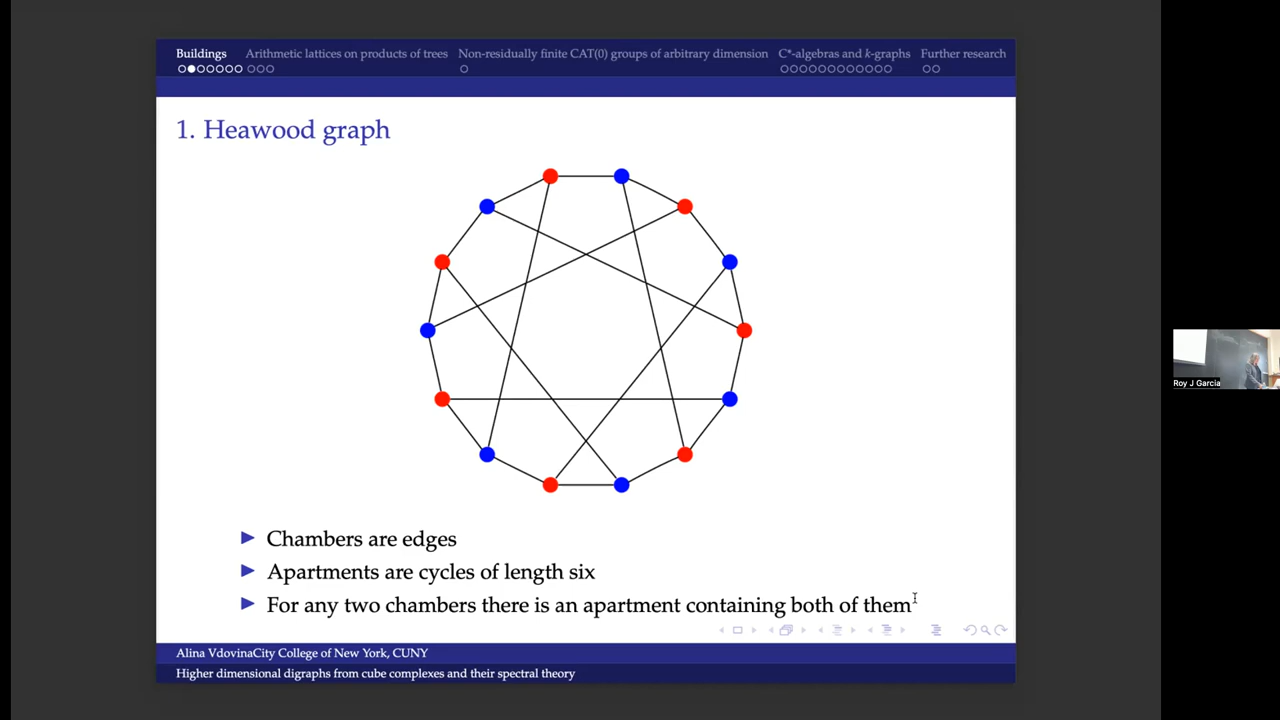 Buildings Arithmetic lattices on products of trees Non-residually finite CAT(0) groups of arbitrary dimension C*-algebras and k-graphs Further research
1. Heawood graph
Chambers are edges
Apartments are cycles of length six
For any two chambers there is an apartment containing both of them
Roy J Garcia
Alina VdovinaCity College of New York, CUNY
Higher dimensional digraphs from cube complexes and their spectral theory